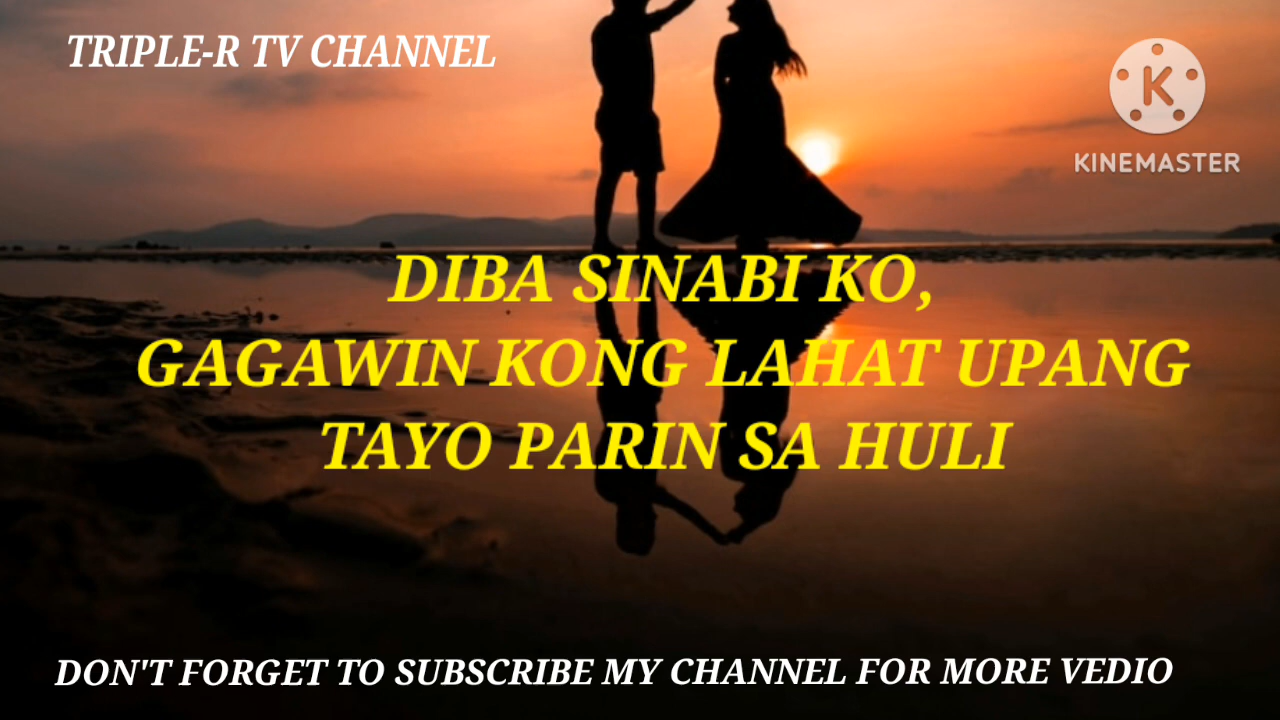 TRIPLE-R TV CHANNEL
K
KINEMASTER
DIBA SINABI KO,
GAGAWIN KONG LAHAT UPANG
TAYO PARIN SA HULI
DON'T FORGET TO SUBSCRIBE MY CHANNEL FOR MORE VEDIO